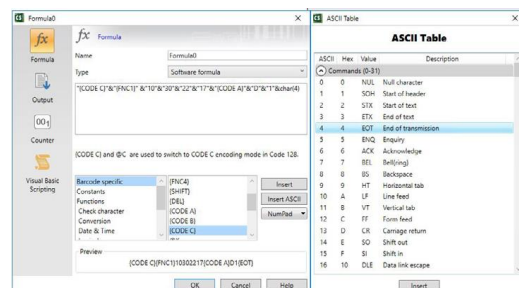 Formula0
fx Formula
Formula
Output
001
Counter
Visual Basic
Scripting
Name Formula0
Type Software formula
"{CODE C}"&"{FNC1}" &"10"&"30"&"22"&"17"&"{CODE A}"&"D"&"1"&char(4)
{CODE C} and @C are used to switch to CODE C encoding mode in Code 128.
Barcode specific
Constants
Functions
Check character
Conversion
Date & Time
{FNC4}
{SHIFT}
{DEL}
{CODE A}
{CODE B}
{CODE C}
Insert
Insert ASCII
NumPad
Preview
{CODE C}{FNC1}10302217{CODE A}D1{EOT}
OK Cancel Help
ASCII Table
ASCII Table
ASCII Hex Value Description
Commands (0-31)
0 0 NUL Null character
1 1 SOH Start of header
2 2 STX Start of text
3 3 ETX End of text
4 4 EOT End of transmission
5 5 ENQ Enquiry
6 6 ACK Acknowledge
7 7 BEL Bell(ring)
8 8 BS Backspace
9 9 HT Horizontal tab
10 A LF Line feed
11 B VT Vertical tab
12 C FF Form feed
13 D CR Carriage return
14 E SO Shift out
15 F SI Shift in
16 10 DLE Data link escape
Insert